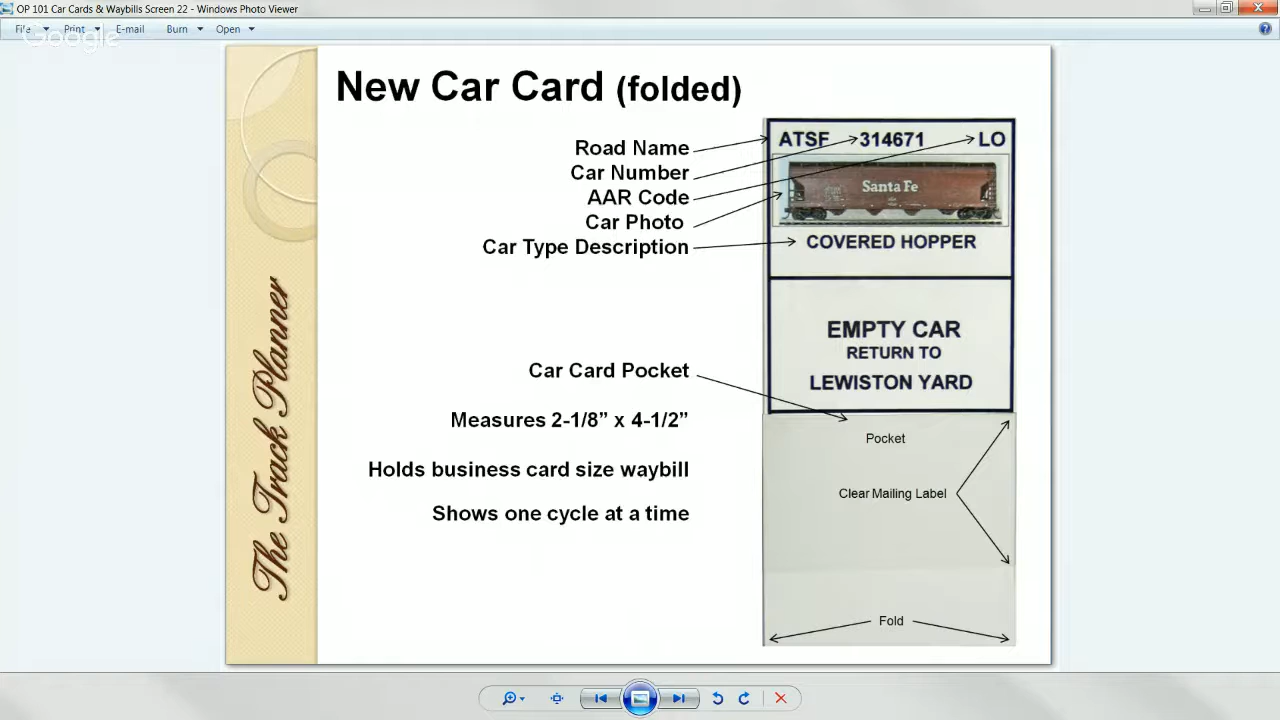 OP 101 Car Cards & Waybills Screen 22 - Windows Photo Viewer
File Print E-mail Burn Open
Google
New Car Card (folded)
Road Name
Car Number
AAR Code
Car Photo
Car Type Description
ATSF 314671 LO
Santa Fe
COVERED HOPPER
EMPTY CAR
RETURN TO
LEWISTON YARD
Car Card Pocket
Measures 2-1/8” x 4-1/2”
Holds business card size waybill
Shows one cycle at a time
Pocket
Clear Mailing Label
Fold
The Track Planner